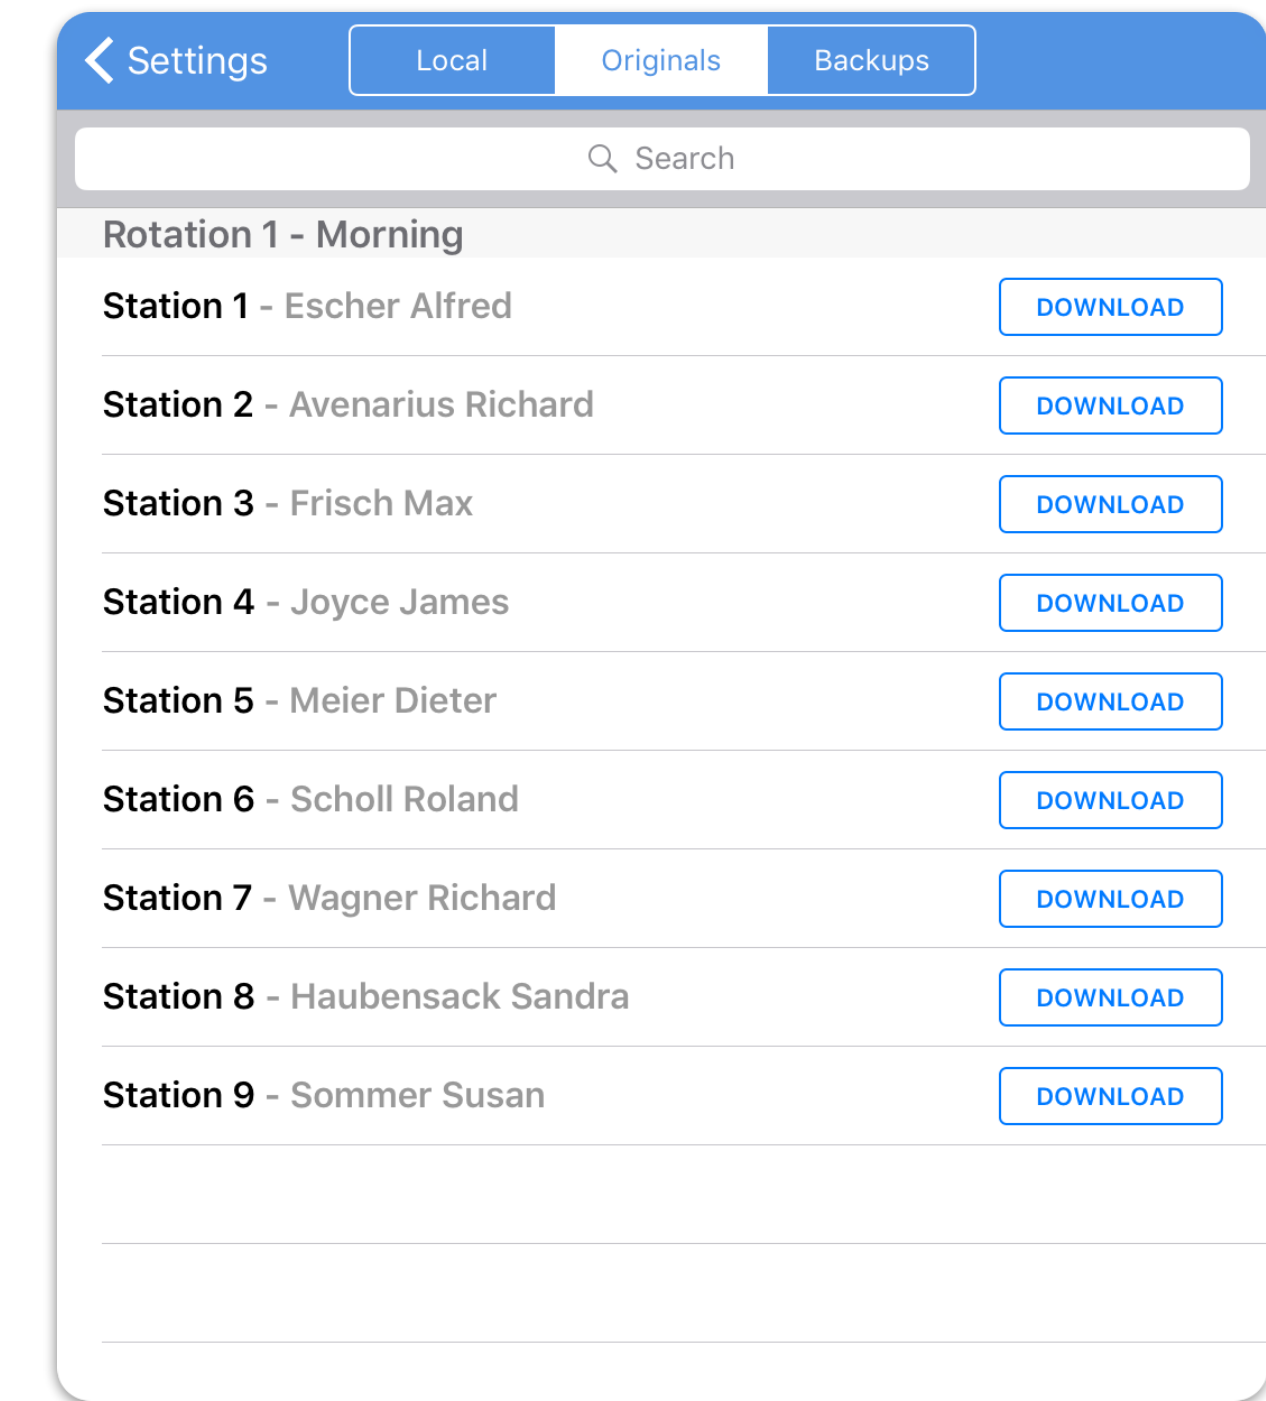 Settings Local Originals Backups
Search
Rotation 1 - Morning
Station 1 - Escher Alfred DOWNLOAD
Station 2 - Avenarius Richard DOWNLOAD
Station 3 - Frisch Max DOWNLOAD
Station 4 - Joyce James DOWNLOAD
Station 5 - Meier Dieter DOWNLOAD
Station 6 - Scholl Roland DOWNLOAD
Station 7 - Wagner Richard DOWNLOAD
Station 8 - Haubensack Sandra DOWNLOAD
Station 9 - Sommer Susan DOWNLOAD